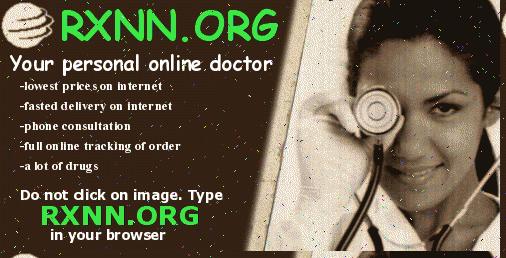 RXNN.ORG
Your personal online doctor
-lowest prices on internet
-fasted delivery on internet
-phone consultation
-full online tracking of order
-a lot of drugs
Do not click on image. Type
RXNN.ORG
in your browser